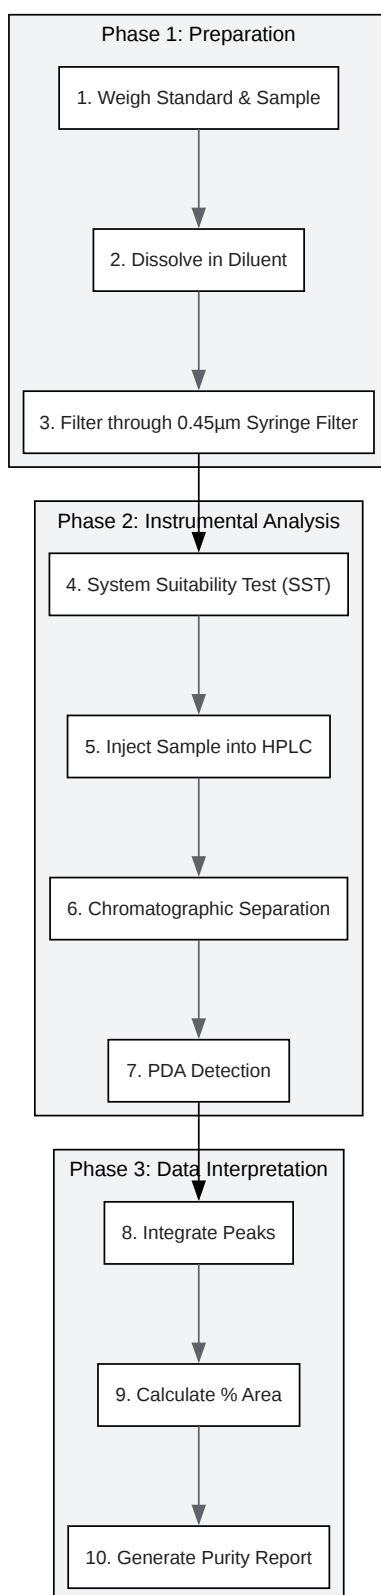 Phase 1: Preparation
1. Weigh Standard & Sample
2. Dissolve in Diluent
3. Filter through 0.45µm Syringe Filter
Phase 2: Instrumental Analysis
4. System Suitability Test (SST)
5. Inject Sample into HPLC
6. Chromatographic Separation
7. PDA Detection
Phase 3: Data Interpretation
8. Integrate Peaks
9. Calculate % Area
10. Generate Purity Report